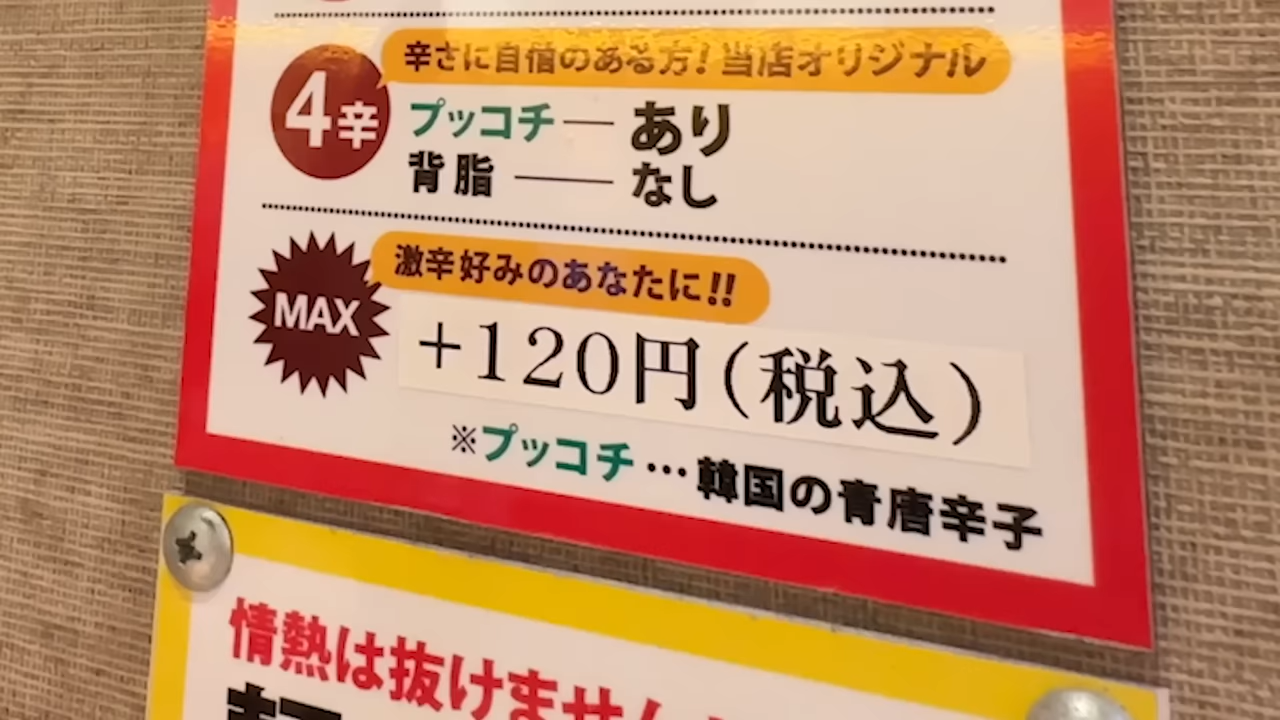 辛さに自信のある方!当店オリジナル
4辛
プッコチ―あり
背脂――なし
激辛好みのあなたに!!
MAX
+120円(税込)
※プッコチ…韓国の青唐辛子
情熱は抜けません